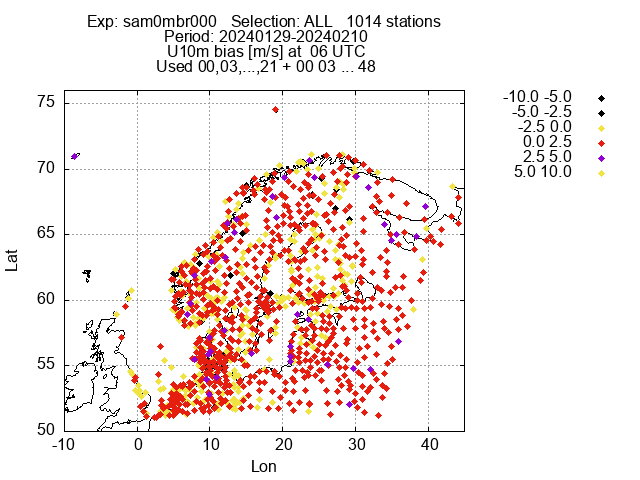 Exp: sam0mbr000   Selection: ALL   1014 stations
Period: 20240129-20240210
U10m bias [m/s] at  06 UTC
Used 00,03,...,21 + 00 03 ... 48
-10.0 -5.0
-5.0 -2.5
-2.5 0.0
0.0 2.5
2.5 5.0
5.0 10.0
75
70
65
60
55
50
Lat
-10 0 10 20 30 40
Lon